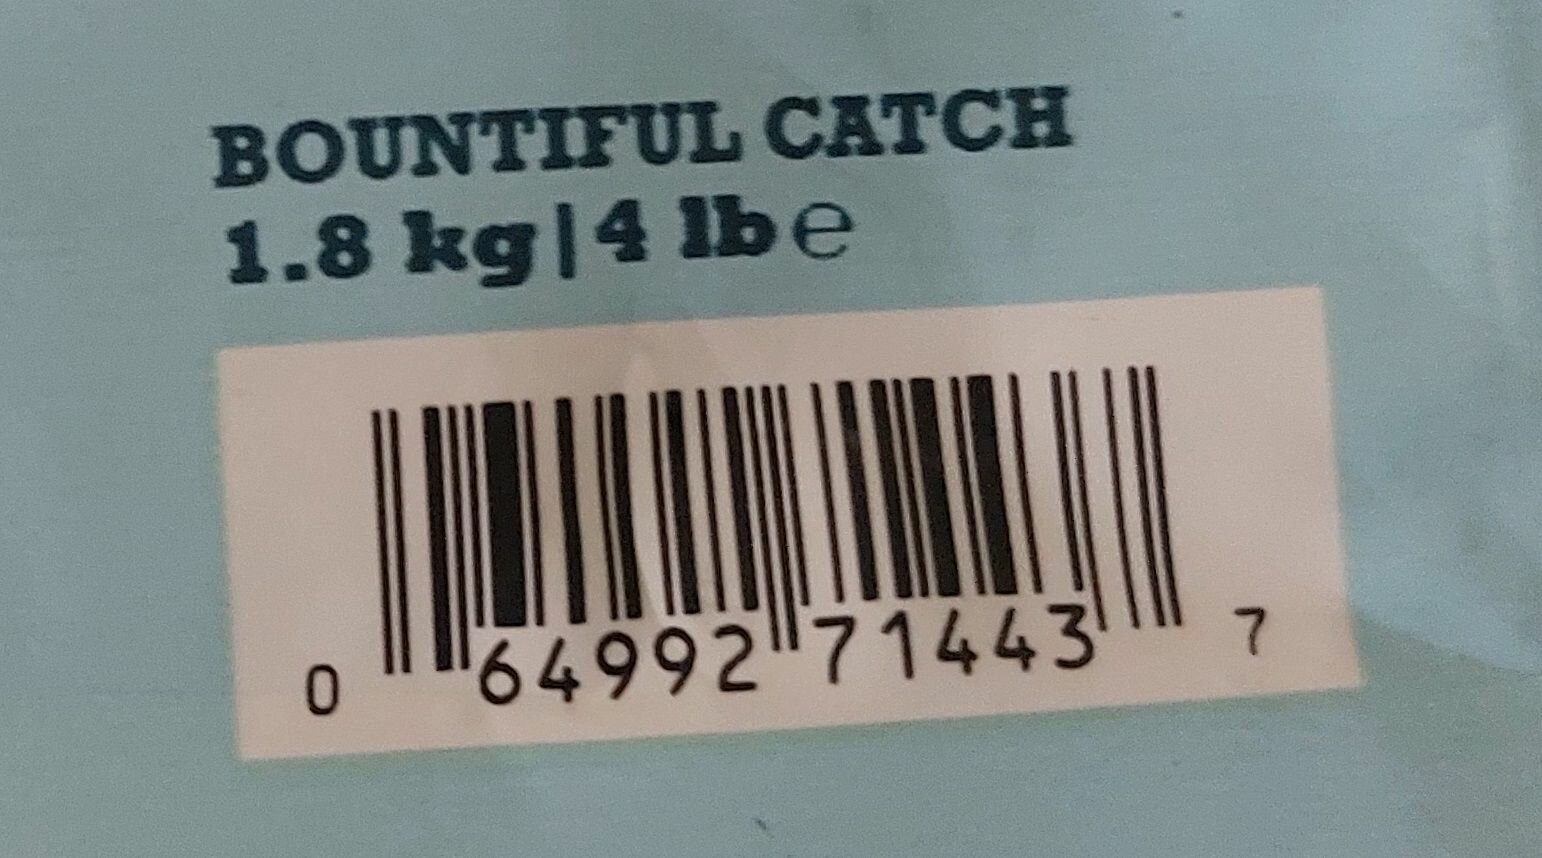 BOUNTIFUL CATCH
1.8 kg|4 lb e
0 64992 71443 7